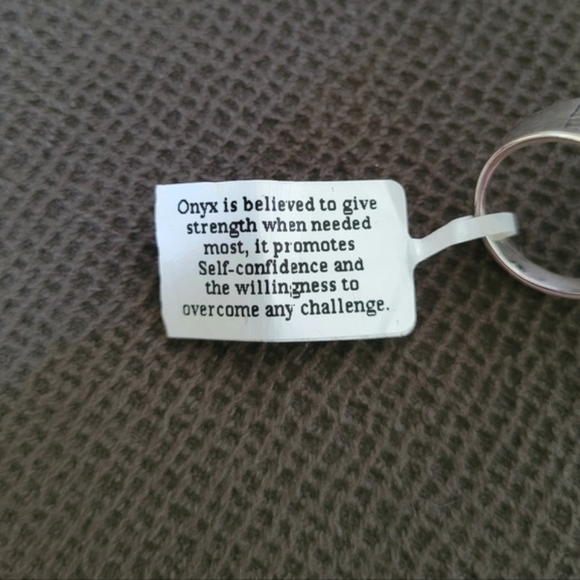 Onyx is believed to give
strength when needed
most, it promotes
Self-confidence and
the willingness to
overcome any challenge.